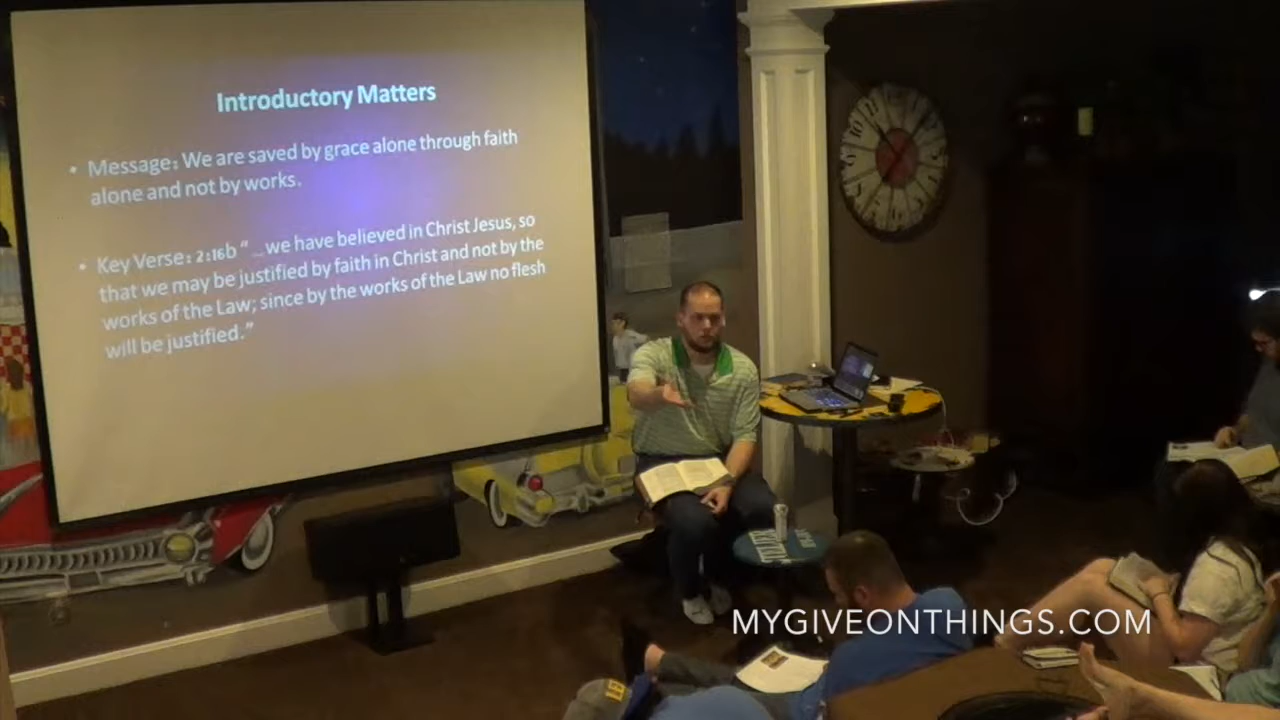 Introductory Matters
• Message: We are saved by grace alone through faith
alone and not by works.
• Key Verse: 2:16b “ …we have believed in Christ Jesus, so
that we may be justified by faith in Christ and not by the
works of the Law; since by the works of the Law no flesh
will be justified.”
MYGIVEONTHINGS.COM